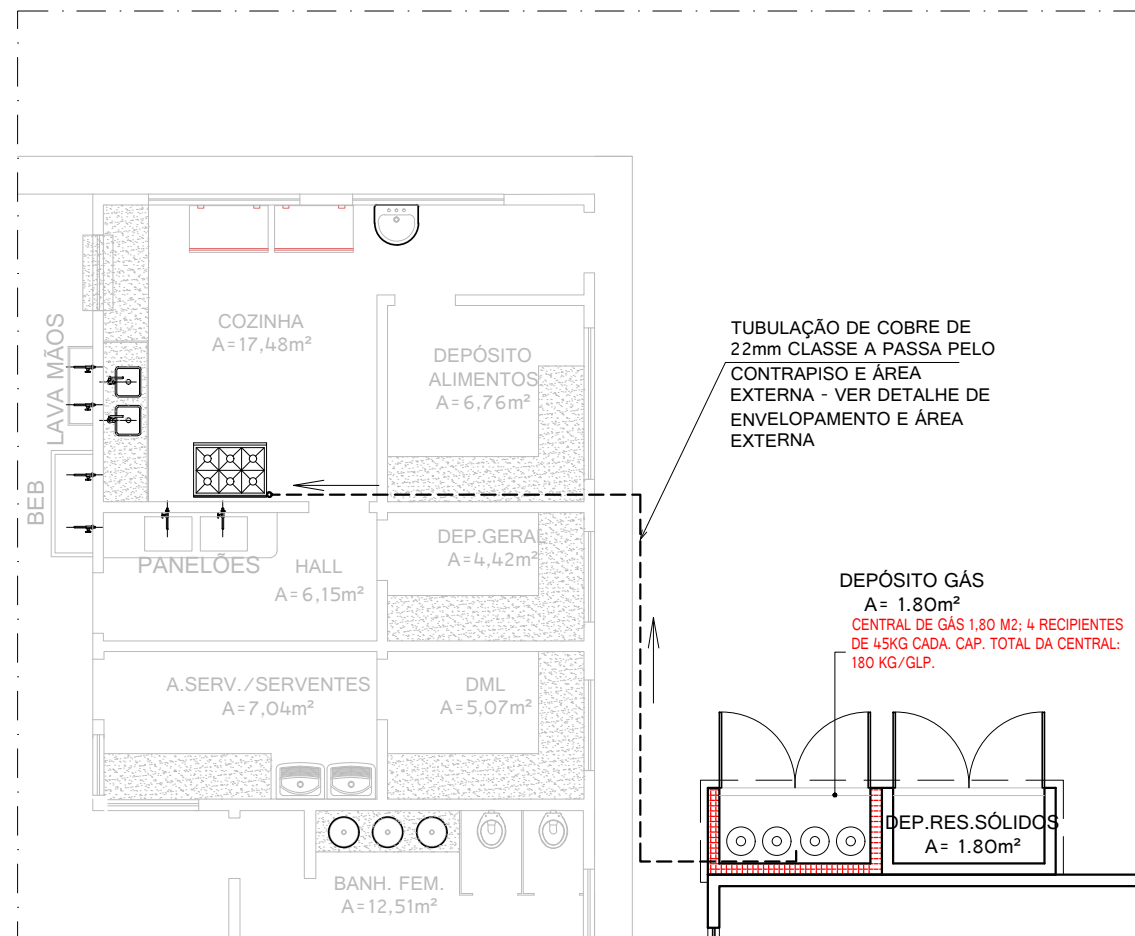 COZINHA
A=17,48m²
LAVA MÃOS
BEB
DEPÓSITO
ALIMENTOS
A=6,76m²
TUBULAÇÃO DE COBRE DE
22mm CLASSE A PASSA PELO
CONTRAPISO E ÁREA
EXTERNA - VER DETALHE DE
ENVELOPAMENTO E ÁREA
EXTERNA
PANELÕES
HALL
A=6,15m²
DEP.GERAL
A=4,42m²
DEPÓSITO GÁS
A= 1.80m²
CENTRAL DE GÁS 1,80 M2; 4 RECIPIENTES
DE 45KG CADA. CAP. TOTAL DA CENTRAL:
180 KG/GLP.
A.SERV./SERVENTES
A=7,04m²
DML
A=5,07m²
DEP.RES.SÓLIDOS
A= 1.80m²
BANH. FEM.
A=12,51m²